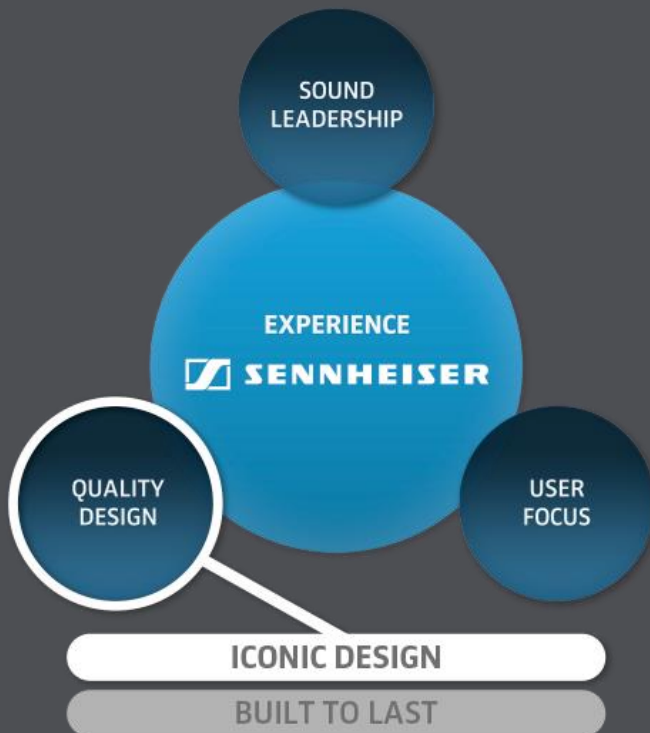 SOUND
LEADERSHIP
EXPERIENCE
SENNHEISER
QUALITY
DESIGN
USER
FOCUS
ICONIC DESIGN
BUILT TO LAST